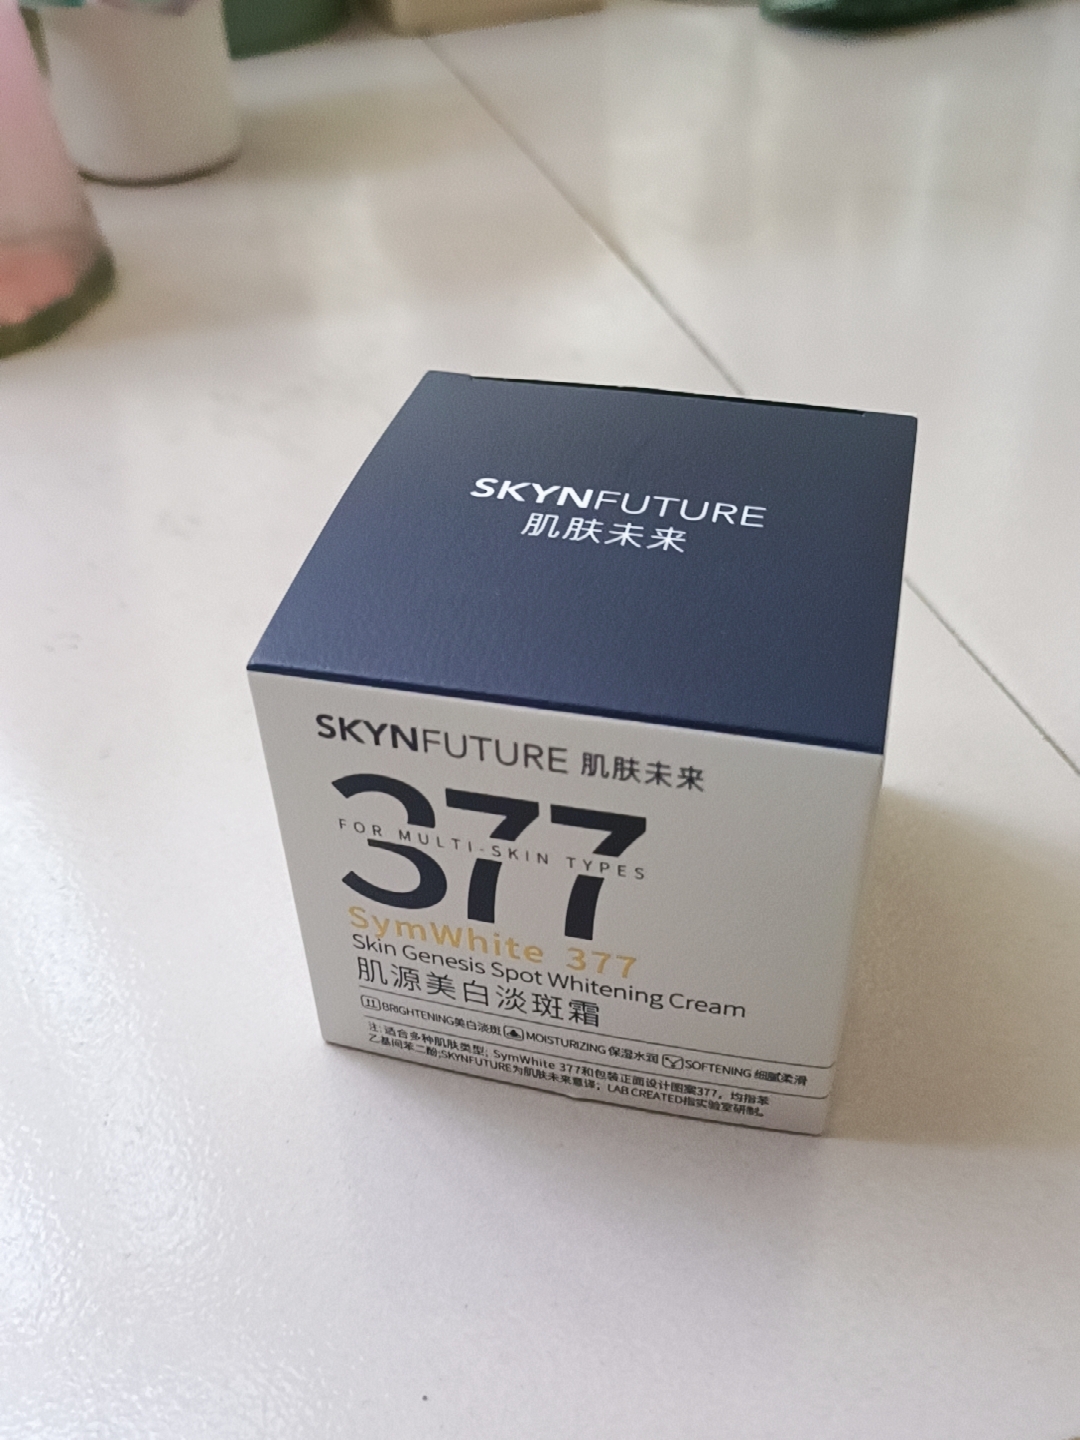 SKYNFUTURE
肌肤未来
SKYNFUTURE 肌肤未来
377
FOR MULTI-SKIN TYPES
SymWhite 377
Skin Genesis Spot Whitening Cream
肌源美白淡斑霜
BRIGHTENING美白淡斑 MOISTURIZING 保湿水润 SOFTENING 细腻柔滑
注: 适合多种肌肤类型; SymWhite 377和包装正面设计图案377，均指苯
乙基间苯二酚;SKYNFUTURE为肌肤未来意译；LAB CREATED指实验室研制。